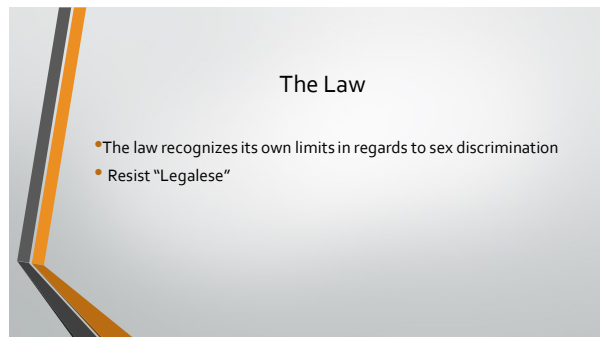 The Law
•The law recognizes its own limits in regards to sex discrimination
• Resist “Legalese”